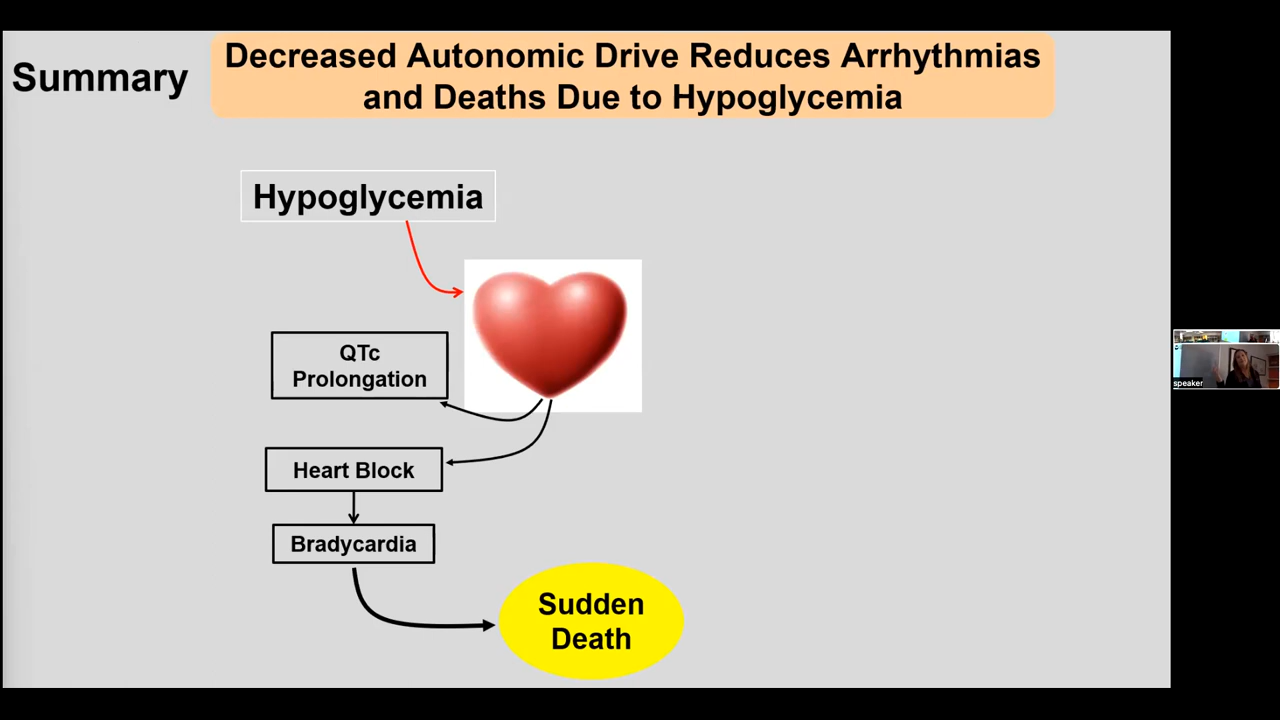 Summary
Decreased Autonomic Drive Reduces Arrhythmias
and Deaths Due to Hypoglycemia
Hypoglycemia
QTc
Prolongation
Heart Block
Bradycardia
Sudden
Death
speaker